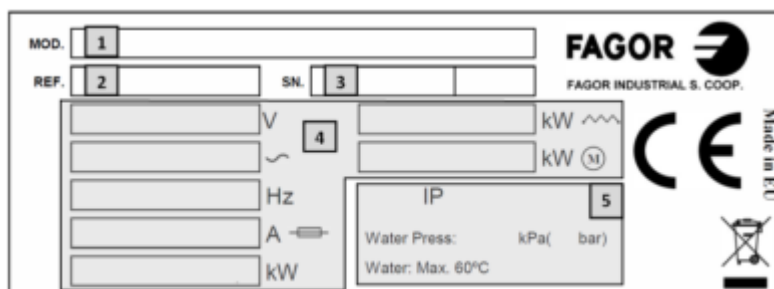 MOD. 1
FAGOR
REF. 2 SN. 3
FAGOR INDUSTRIAL S. COOP.
V 4 kW
kW M
Hz
IP 5
A
Water Press: kPa( bar)
kW
Water: Max. 60ºC
CE
Made in EU